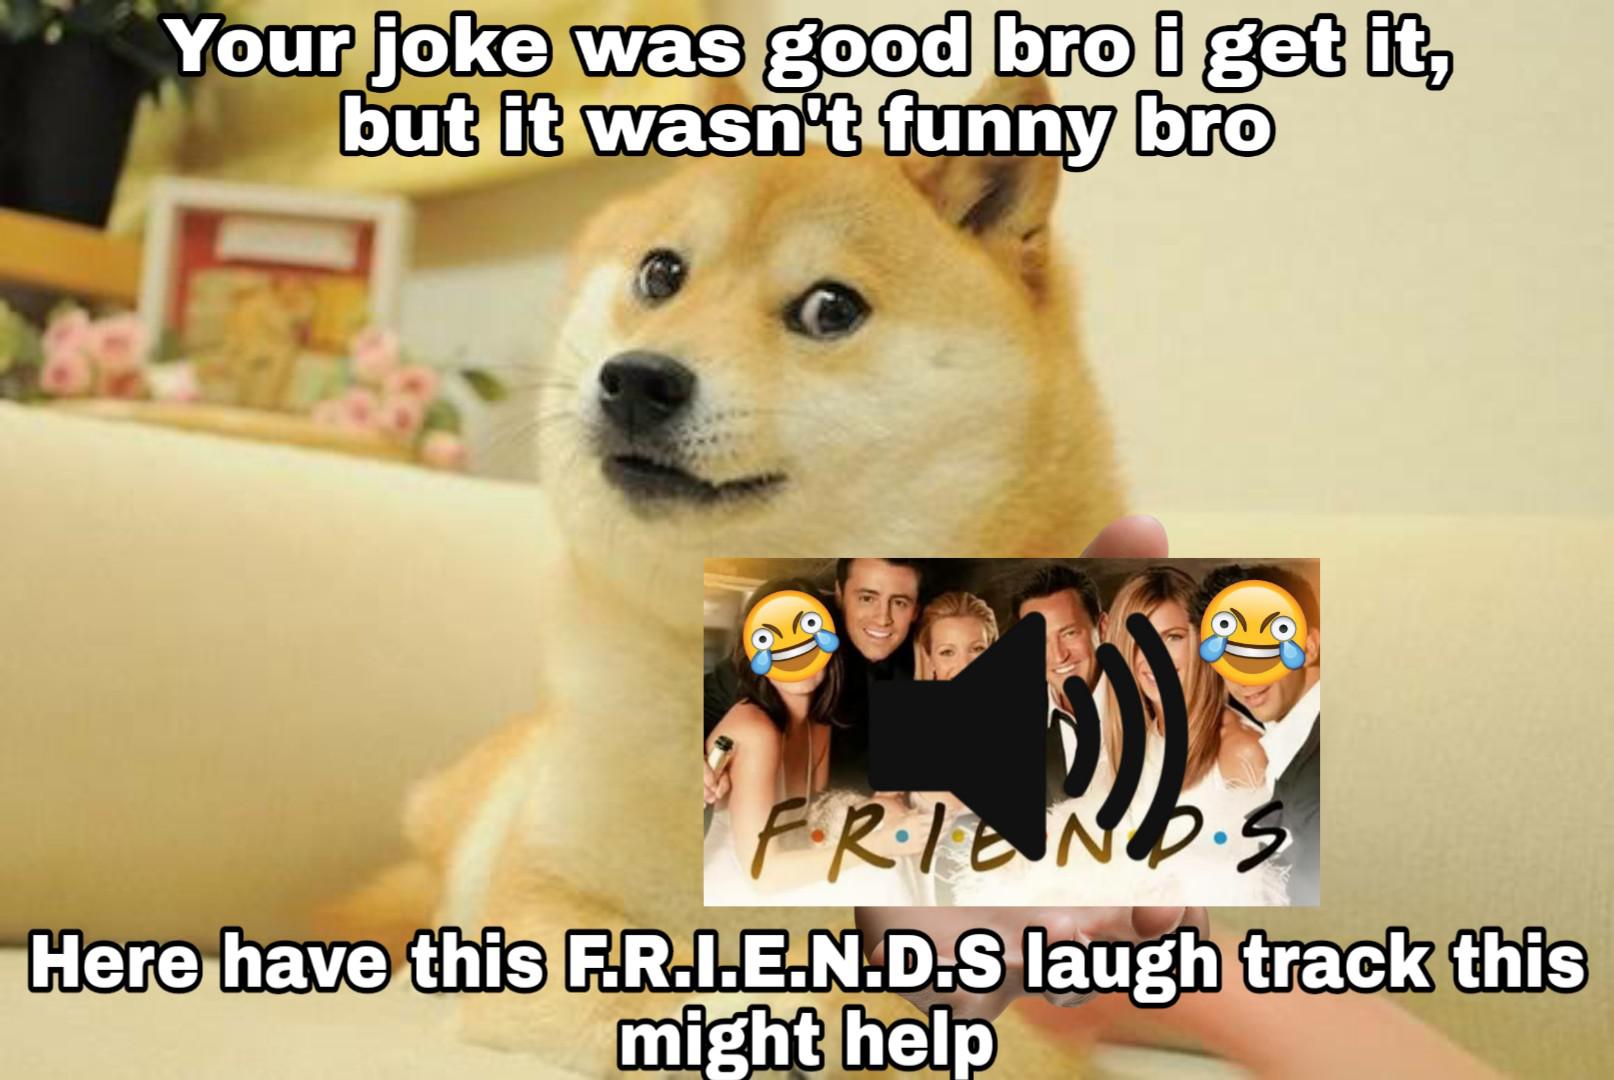 Your joke was good bro i get it,
but it wasn't funny bro
F·R·I·E·N·D·S
Here have this F.R.I.E.N.D.S laugh track this
might help